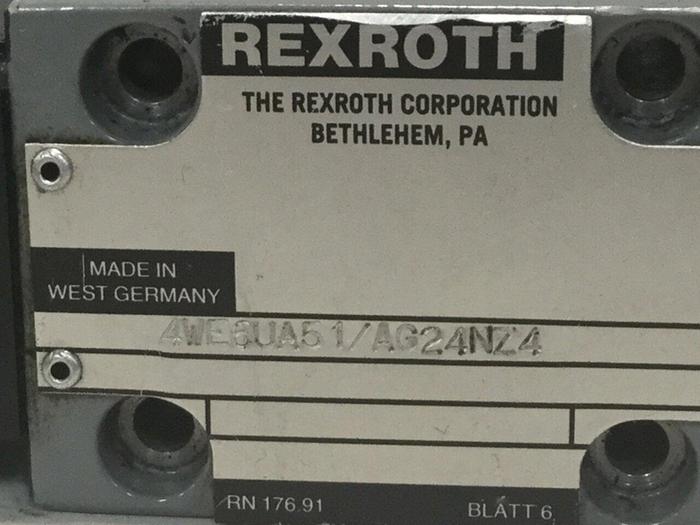 REXROTH
THE REXROTH CORPORATION
BETHLEHEM, PA
MADE IN
WEST GERMANY
4WE6UA51/AG24NZ4
RN 176.91
BLATT 6